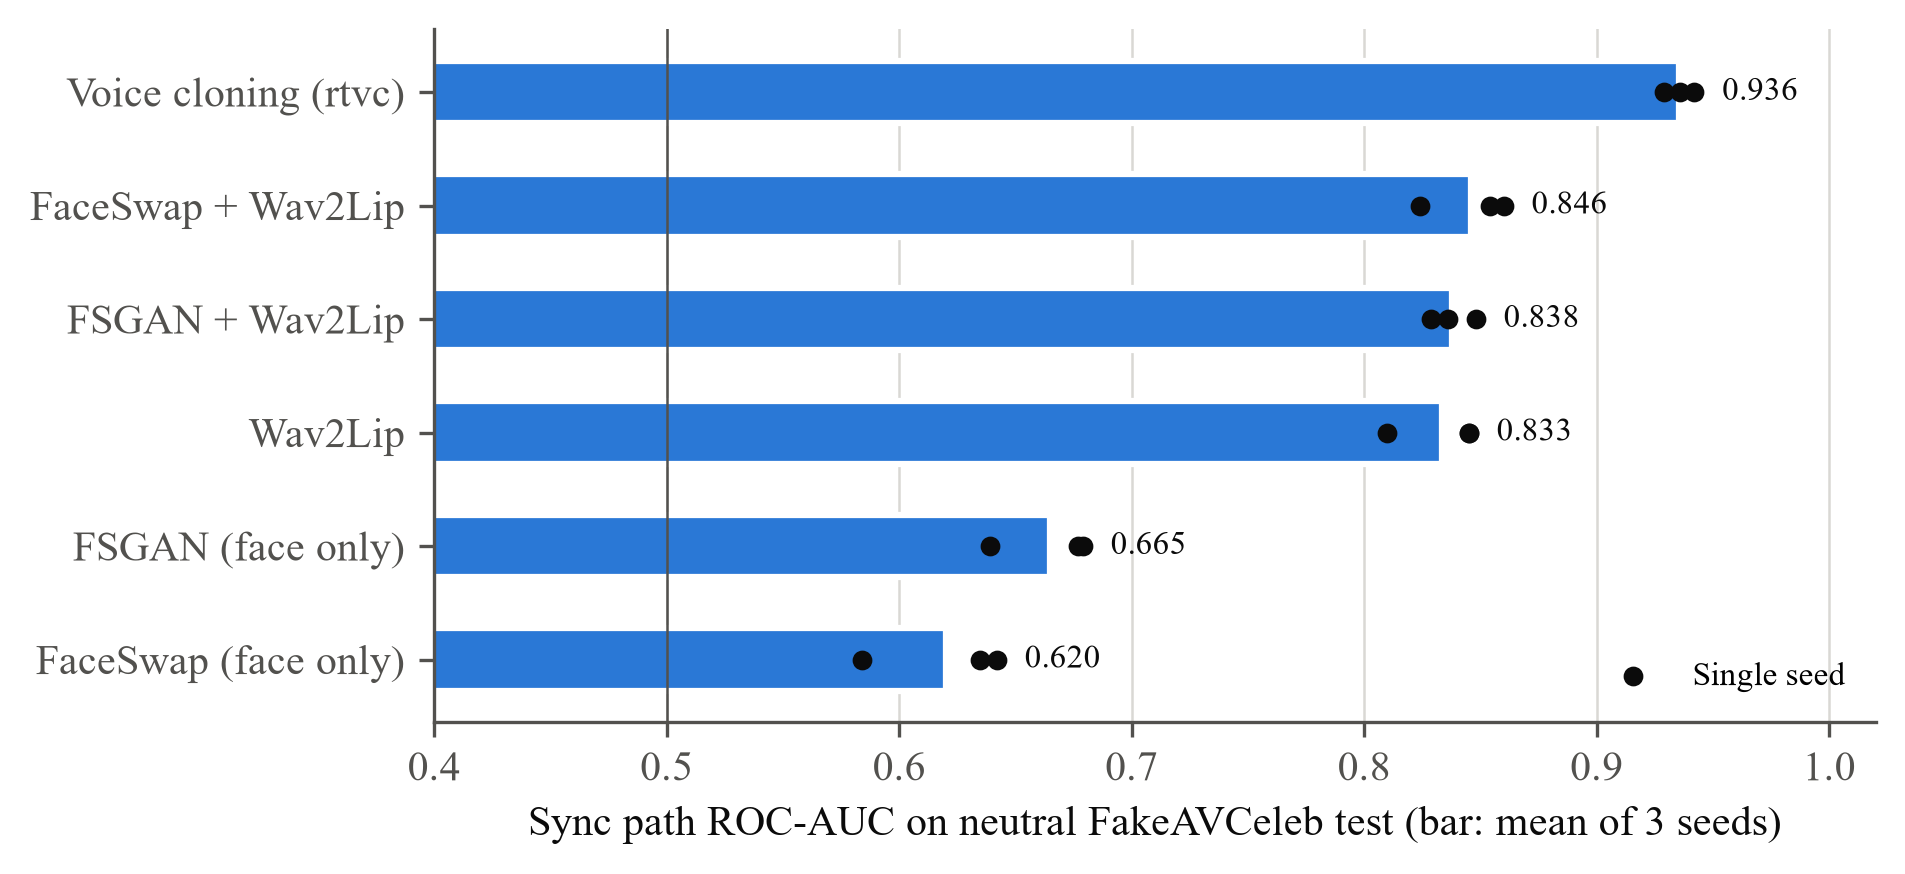 Voice cloning (rtvc)
0.936
FaceSwap + Wav2Lip
0.846
FSGAN + Wav2Lip
0.838
Wav2Lip
0.833
FSGAN (face only)
0.665
FaceSwap (face only)
0.620
Single seed
0.4 0.5 0.6 0.7 0.8 0.9 1.0
Sync path ROC-AUC on neutral FakeAVCeleb test (bar: mean of 3 seeds)